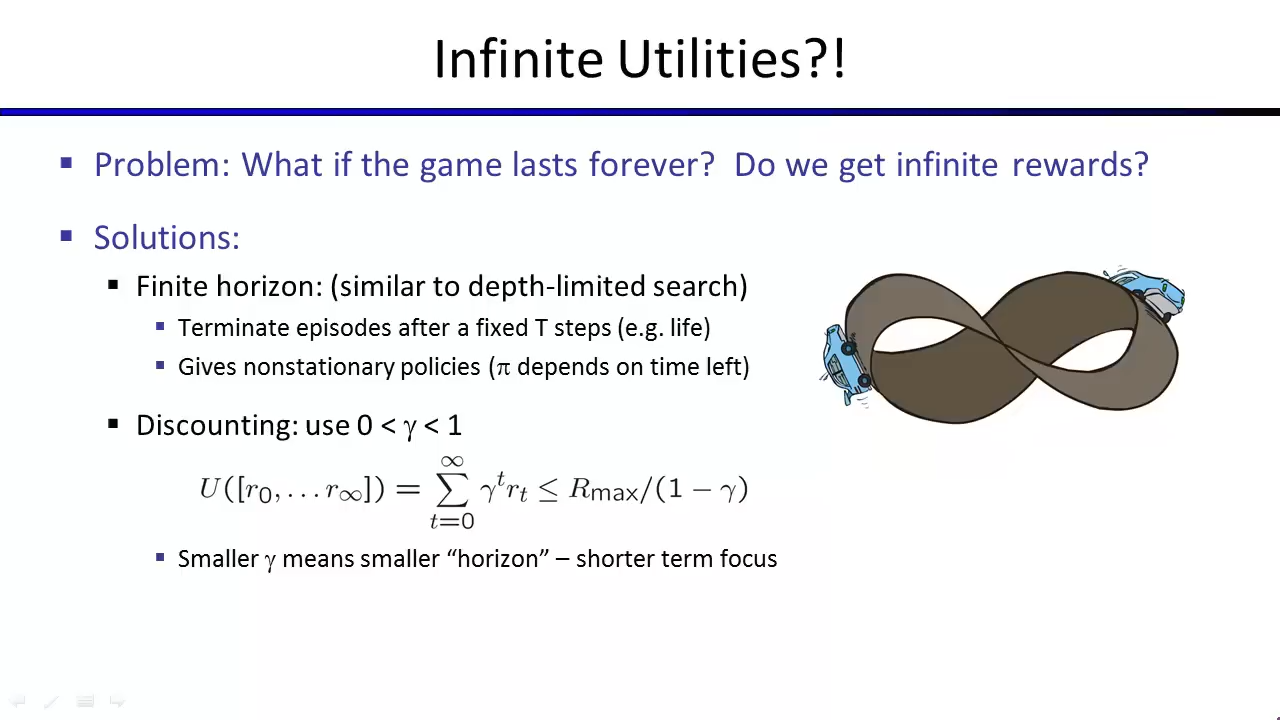 Infinite Utilities?!
▪ Problem: What if the game lasts forever? Do we get infinite rewards?
▪ Solutions:
▪ Finite horizon: (similar to depth-limited search)
▪ Terminate episodes after a fixed T steps (e.g. life)
▪ Gives nonstationary policies (π depends on time left)
▪ Discounting: use 0 < γ < 1
U([r₀, … r∞]) = ∑_{t=0}^{∞} γᵗrₜ ≤ R_max/(1 − γ)
▪ Smaller γ means smaller “horizon” – shorter term focus